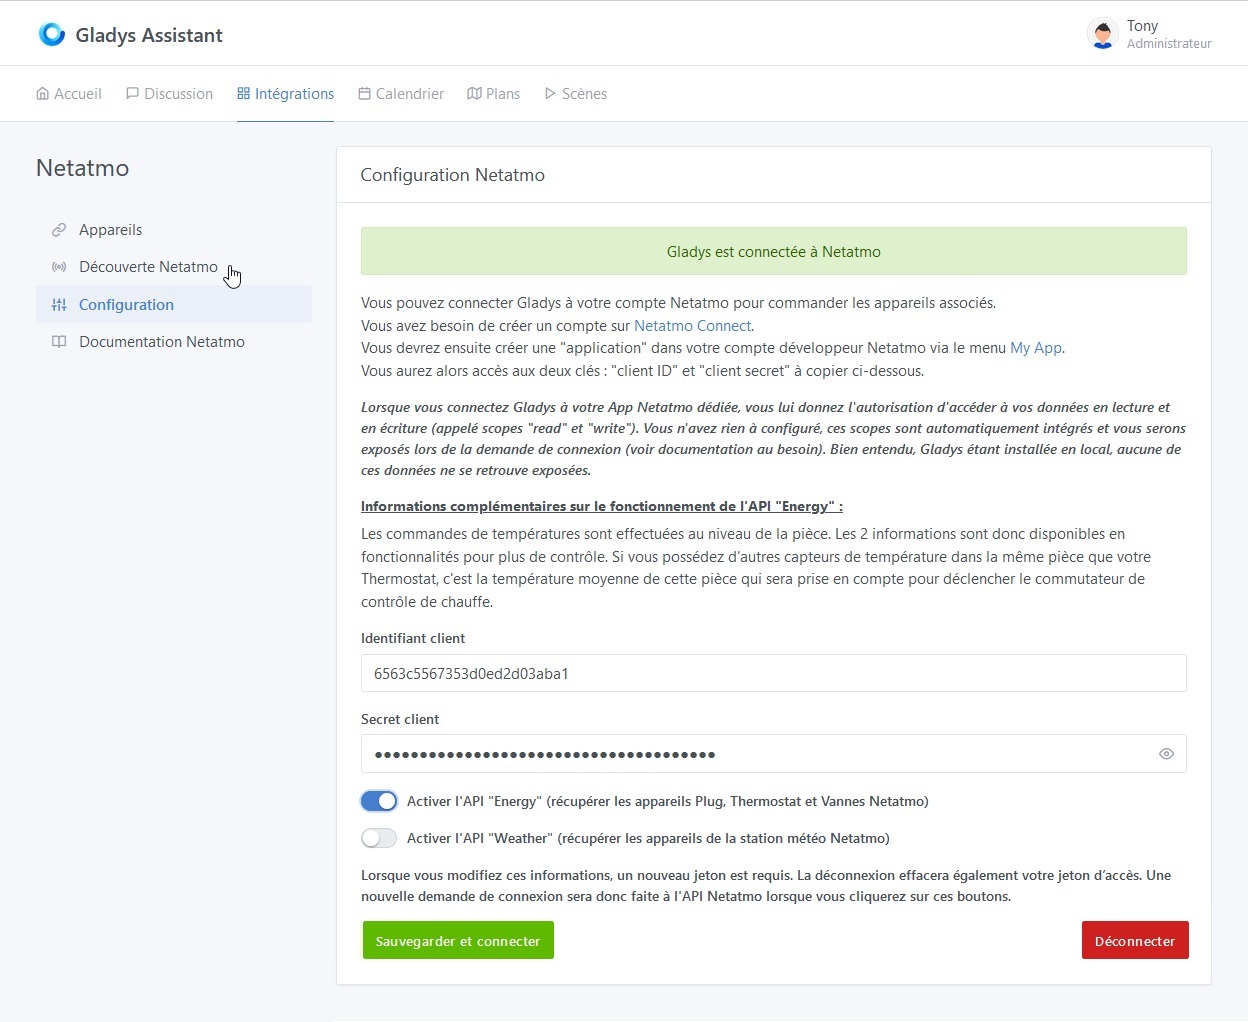 Gladys Assistant
Tony
Administrateur
Accueil
Discussion
Intégrations
Calendrier
Plans
Scènes
Netatmo
Appareils
Découverte Netatmo
Configuration
Documentation Netatmo
Configuration Netatmo
Gladys est connectée à Netatmo
Vous pouvez connecter Gladys à votre compte Netatmo pour commander les appareils associés.
Vous avez besoin de créer un compte sur Netatmo Connect.
Vous devrez ensuite créer une "application" dans votre compte développeur Netatmo via le menu My App.
Vous aurez alors accès aux deux clés : "client ID" et "client secret" à copier ci-dessous.
Lorsque vous connectez Gladys à votre App Netatmo dédiée, vous lui donnez l'autorisation d'accéder à vos données en lecture et
en écriture (appelé scopes "read" et "write"). Vous n'avez rien à configuré, ces scopes sont automatiquement intégrés et vous serons
exposés lors de la demande de connexion (voir documentation au besoin). Bien entendu, Gladys étant installée en local, aucune de
ces données ne se retrouve exposées.
Informations complémentaires sur le fonctionnement de l'API "Energy" :
Les commandes de températures sont effectuées au niveau de la pièce. Les 2 informations sont donc disponibles en
fonctionnalités pour plus de contrôle. Si vous possédez d'autres capteurs de température dans la même pièce que votre
Thermostat, c'est la température moyenne de cette pièce qui sera prise en compte pour déclencher le commutateur de
contrôle de chauffe.
Identifiant client
6563c5567353d0ed2d03aba1
Secret client
••••••••••••••••••••••••••••••••••••••
Activer l'API "Energy" (récupérer les appareils Plug, Thermostat et Vannes Netatmo)
Activer l'API "Weather" (récupérer les appareils de la station météo Netatmo)
Lorsque vous modifiez ces informations, un nouveau jeton est requis. La déconnexion effacera également votre jeton d’accès. Une
nouvelle demande de connexion sera donc faite à l'API Netatmo lorsque vous cliquerez sur ces boutons.
Sauvegarder et connecter
Déconnecter